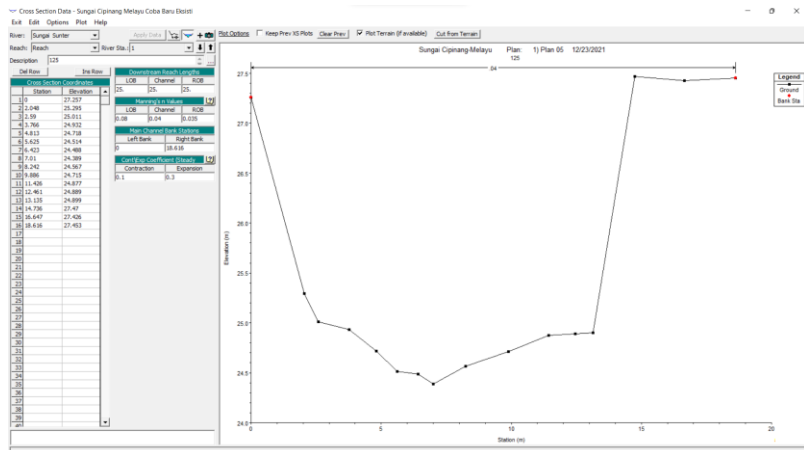 Cross Section Data - Sungai Cipinang Melayu Coba Baru Eksisti
Exit Edit Options Plot Help
River: Sungai Sunter Apply Data
Reach: Reach River Sta.: 1
Description 125
Del Row Ins Row
Cross Section Coordinates
Station Elevation
1 0 27.257
2 2.048 25.295
3 2.59 25.011
4 3.766 24.932
5 4.813 24.718
6 5.625 24.514
7 6.423 24.488
8 7.01 24.389
9 8.242 24.567
10 9.886 24.715
11 11.426 24.877
12 12.461 24.889
13 13.135 24.899
14 14.736 27.47
15 16.647 27.426
16 18.616 27.453
17
18
19
20
21
22
23
24
25
26
27
28
29
30
31
32
33
34
35
36
37
38
39
Downstream Reach Lengths
LOB Channel ROB
25. 25. 25.
Manning's n Values ?
LOB Channel ROB
0.08 0.04 0.035
Main Channel Bank Stations
Left Bank Right Bank
0 18.616
Cont\Exp Coefficient (Steady ?
Contraction Expansion
0.1 0.3
Plot Options Keep Prev XS Plots Clear Prev Plot Terrain (if available) Cut from Terrain
Sungai Cipinang-Melayu Plan: 1) Plan 05 12/23/2021
125
.04
Legend
Ground
Bank Sta
27.5
27.0
26.5
26.0
25.5
25.0
24.5
24.0
Elevation (m)
0 5 10 15 20
Station (m)